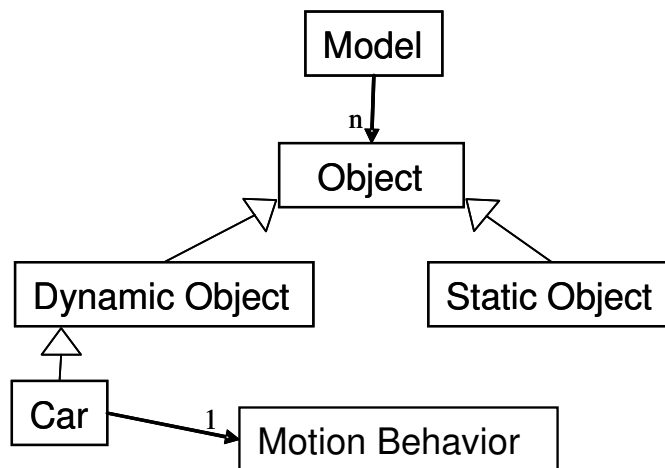 Model
n
Object
Dynamic Object
Static Object
Car
1
Motion Behavior